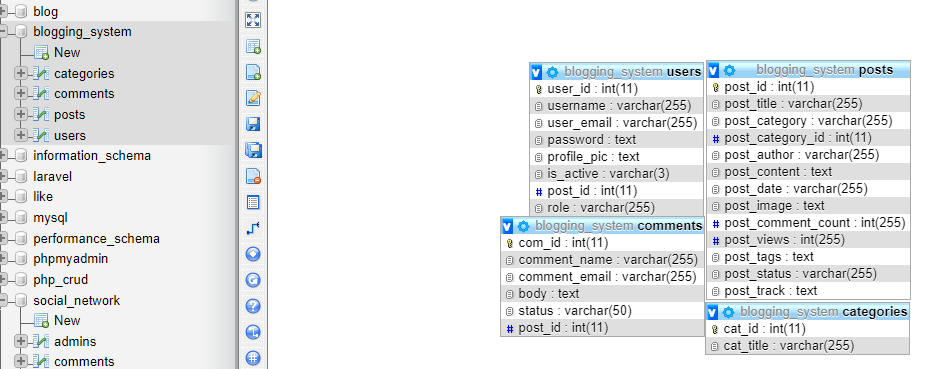 blog
blogging_system
New
categories
comments
posts
users
information_schema
laravel
like
mysql
performance_schema
phpmyadmin
php_crud
social_network
New
admins
comments
blogging_system users
user_id : int(11)
username : varchar(255)
user_email : varchar(255)
password : text
profile_pic : text
is_active : varchar(3)
# post_id : int(11)
role : varchar(255)
blogging_system comments
com_id : int(11)
comment_name : varchar(255)
comment_email : varchar(255)
body : text
status : varchar(50)
# post_id : int(11)
blogging_system posts
post_id : int(11)
post_title : varchar(255)
post_category : varchar(255)
# post_category_id : int(11)
post_author : varchar(255)
post_content : text
post_date : varchar(255)
post_image : text
# post_comment_count : int(255)
# post_views : int(255)
post_tags : text
post_status : varchar(255)
post_track : text
blogging_system categories
cat_id : int(11)
cat_title : varchar(255)